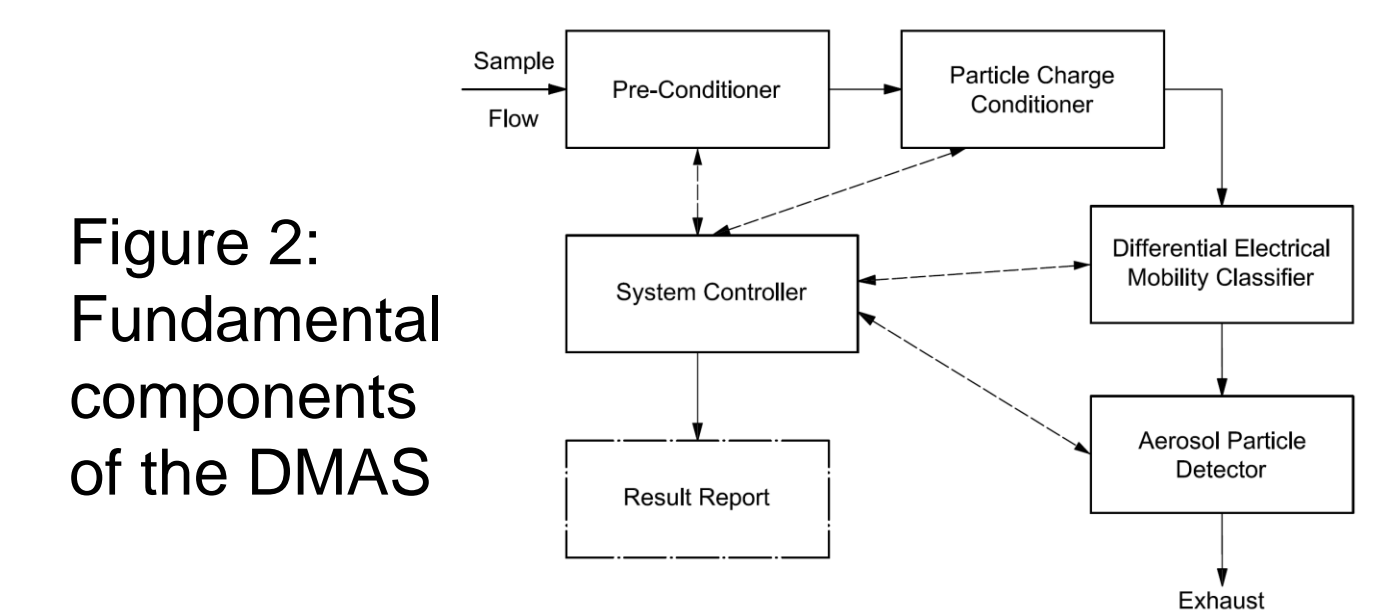 Figure 2:
Fundamental
components
of the DMAS
Sample
Flow
Pre-Conditioner
Particle Charge
Conditioner
System Controller
Differential Electrical
Mobility Classifier
Result Report
Aerosol Particle
Detector
Exhaust